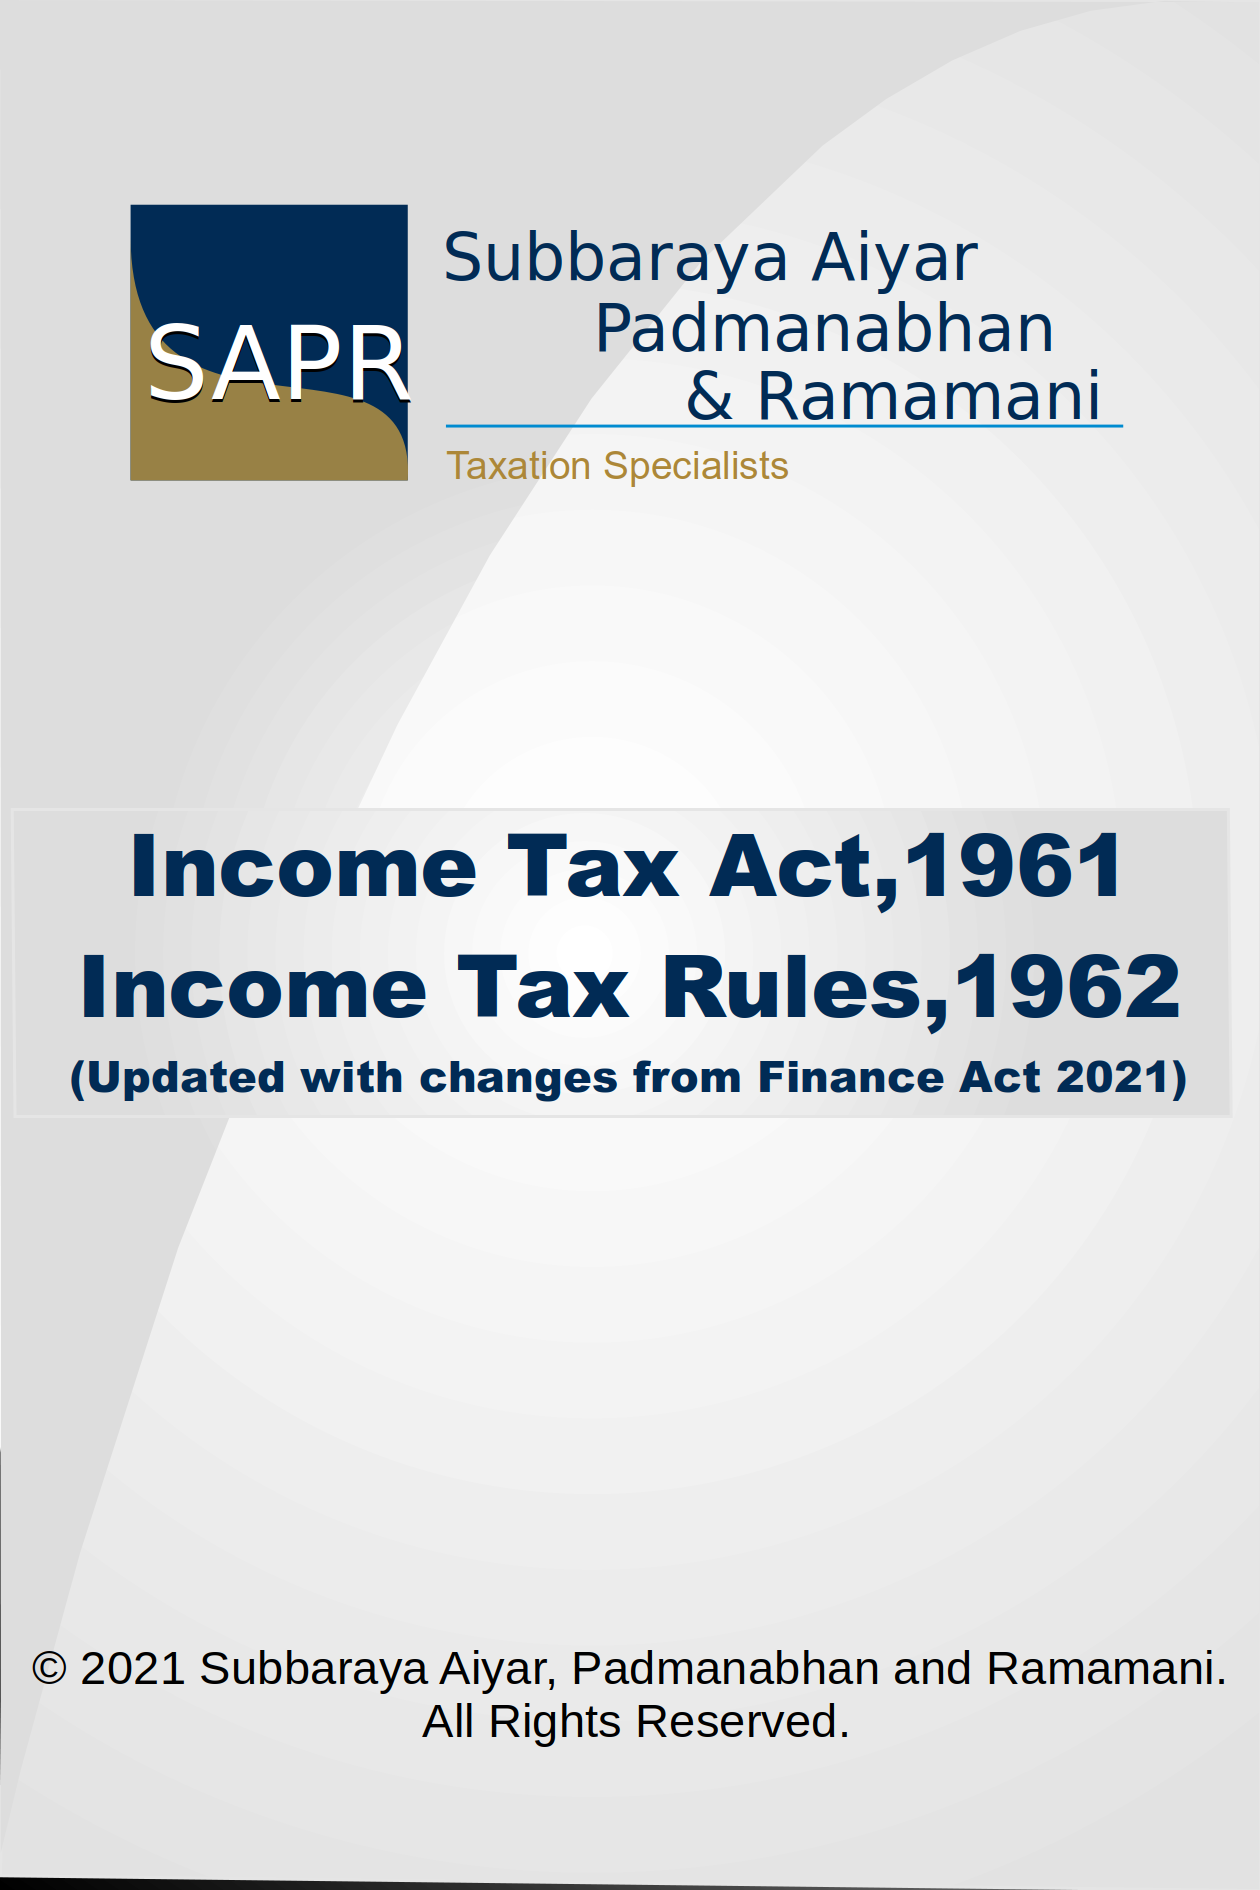 SAPR
Subbaraya Aiyar
Padmanabhan
& Ramamani
Taxation Specialists
Income Tax Act,1961
Income Tax Rules,1962
(Updated with changes from Finance Act 2021)
© 2021 Subbaraya Aiyar, Padmanabhan and Ramamani.
All Rights Reserved.